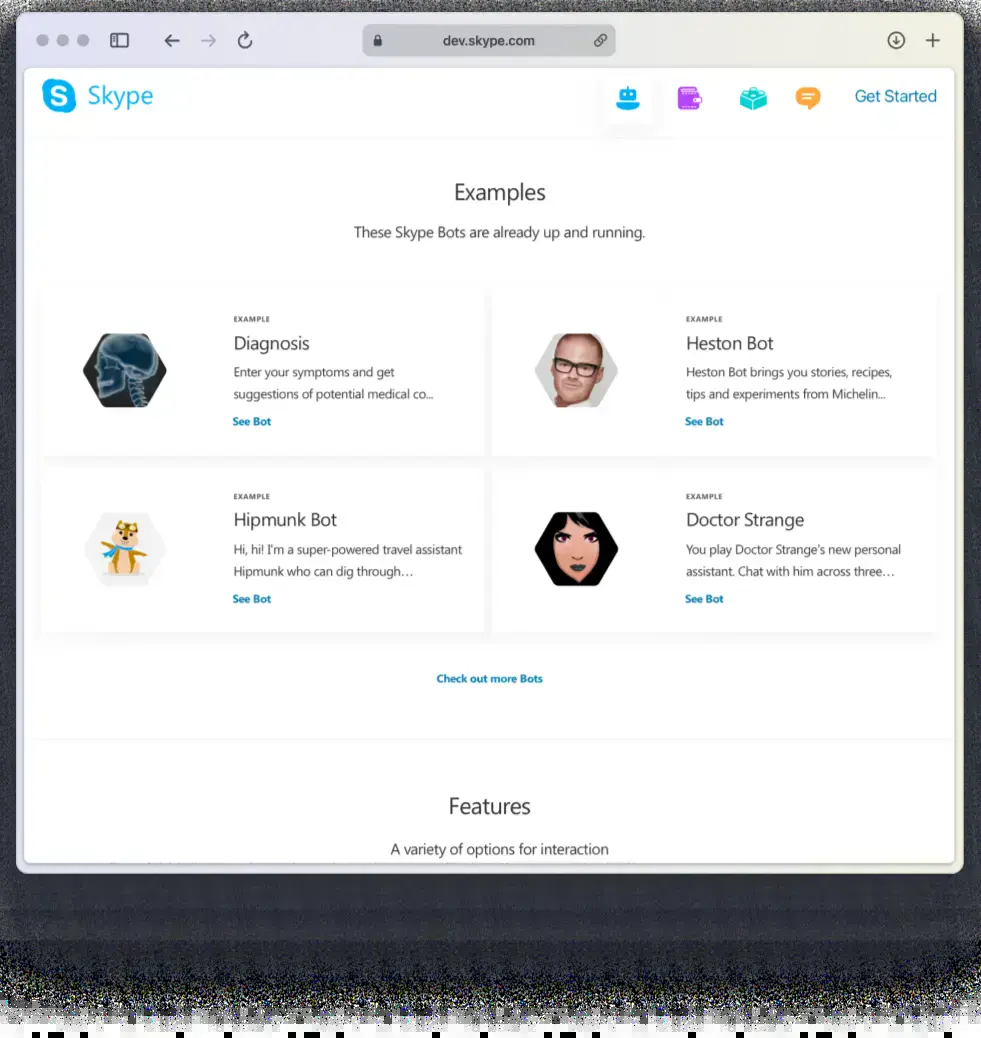 dev.skype.com
Skype
Get Started
Examples
These Skype Bots are already up and running.
EXAMPLE
Diagnosis
Enter your symptoms and get
suggestions of potential medical co...
See Bot
EXAMPLE
Heston Bot
Heston Bot brings you stories, recipes,
tips and experiments from Michelin...
See Bot
EXAMPLE
Hipmunk Bot
Hi, hi! I'm a super-powered travel assistant
Hipmunk who can dig through...
See Bot
EXAMPLE
Doctor Strange
You play Doctor Strange's new personal
assistant. Chat with him across three...
See Bot
Check out more Bots
Features
A variety of options for interaction